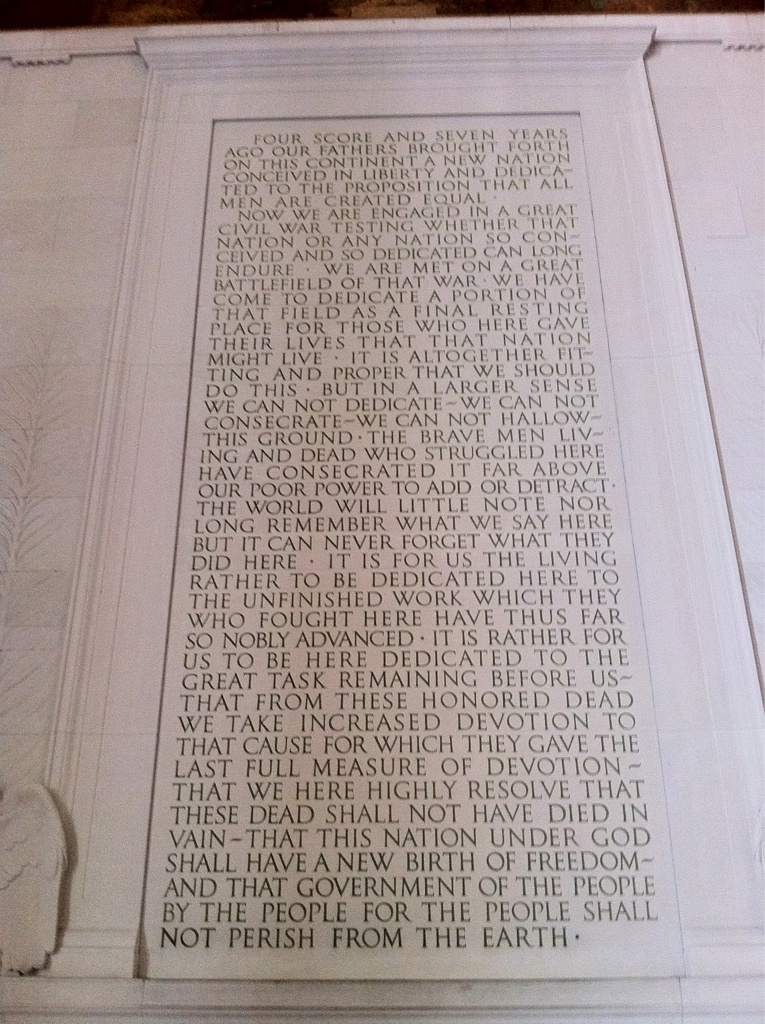 FOUR SCORE AND SEVEN YEARS
AGO OUR FATHERS BROUGHT FORTH
ON THIS CONTINENT A NEW NATION
CONCEIVED IN LIBERTY AND DEDICA–
TED TO THE PROPOSITION THAT ALL
MEN ARE CREATED EQUAL ·
NOW WE ARE ENGAGED IN A GREAT
CIVIL WAR TESTING WHETHER THAT
NATION OR ANY NATION SO CON–
CEIVED AND SO DEDICATED CAN LONG
ENDURE · WE ARE MET ON A GREAT
BATTLEFIELD OF THAT WAR · WE HAVE
COME TO DEDICATE A PORTION OF
THAT FIELD AS A FINAL RESTING
PLACE FOR THOSE WHO HERE GAVE
THEIR LIVES THAT THAT NATION
MIGHT LIVE · IT IS ALTOGETHER FIT–
TING AND PROPER THAT WE SHOULD
DO THIS · BUT IN A LARGER SENSE
WE CAN NOT DEDICATE~WE CAN NOT
CONSECRATE~WE CAN NOT HALLOW~
THIS GROUND · THE BRAVE MEN LIV~
ING AND DEAD WHO STRUGGLED HERE
HAVE CONSECRATED IT FAR ABOVE
OUR POOR POWER TO ADD OR DETRACT ·
THE WORLD WILL LITTLE NOTE NOR
LONG REMEMBER WHAT WE SAY HERE
BUT IT CAN NEVER FORGET WHAT THEY
DID HERE · IT IS FOR US THE LIVING
RATHER TO BE DEDICATED HERE TO
THE UNFINISHED WORK WHICH THEY
WHO FOUGHT HERE HAVE THUS FAR
SO NOBLY ADVANCED · IT IS RATHER FOR
US TO BE HERE DEDICATED TO THE
GREAT TASK REMAINING BEFORE US~
THAT FROM THESE HONORED DEAD
WE TAKE INCREASED DEVOTION TO
THAT CAUSE FOR WHICH THEY GAVE THE
LAST FULL MEASURE OF DEVOTION~
THAT WE HERE HIGHLY RESOLVE THAT
THESE DEAD SHALL NOT HAVE DIED IN
VAIN~THAT THIS NATION UNDER GOD
SHALL HAVE A NEW BIRTH OF FREEDOM~
AND THAT GOVERNMENT OF THE PEOPLE
BY THE PEOPLE FOR THE PEOPLE SHALL
NOT PERISH FROM THE EARTH ·